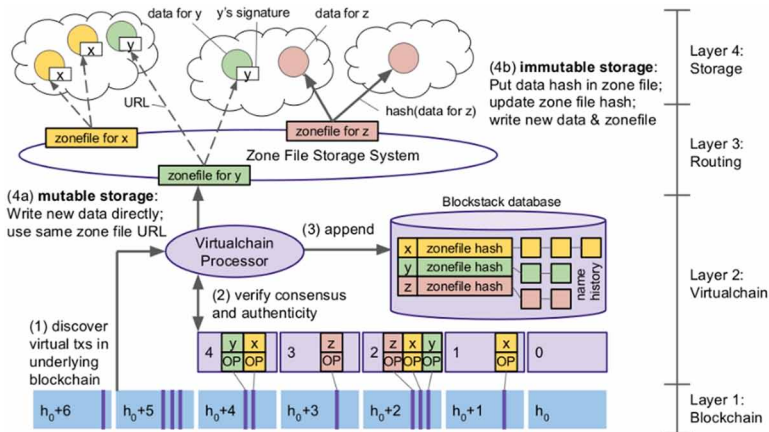 data for y
y's signature
data for z
x
x
y
y
URL
hash(data for z)
(4b) immutable storage:
Put data hash in zone file;
update zone file hash;
write new data & zonefile
Layer 4:
Storage
zonefile for x
zonefile for z
Zone File Storage System
zonefile for y
Layer 3:
Routing
(4a) mutable storage:
Write new data directly;
use same zone file URL
Virtualchain
Processor
(3) append
Blockstack database
x zonefile hash
y zonefile hash
z zonefile hash
name
history
Layer 2:
Virtualchain
(2) verify consensus
and authenticity
(1) discover
virtual txs in
underlying
blockchain
4 y x 3 z 2 z x y 1 x 0
OP OP OP OP OP OP OP
h₀+6 h₀+5 h₀+4 h₀+3 h₀+2 h₀+1 h₀
Layer 1:
Blockchain